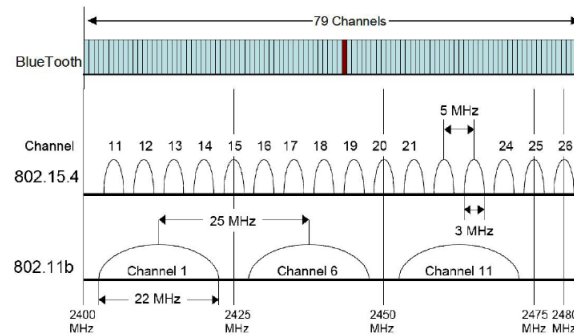 79 Channels
BlueTooth
5 MHz
Channel 11 12 13 14 15 16 17 18 19 20 21 24 25 26
802.15.4
25 MHz
3 MHz
802.11b
Channel 1 Channel 6 Channel 11
22 MHz
2400 MHz
2425 MHz
2450 MHz
2475 MHz
2480 MHz